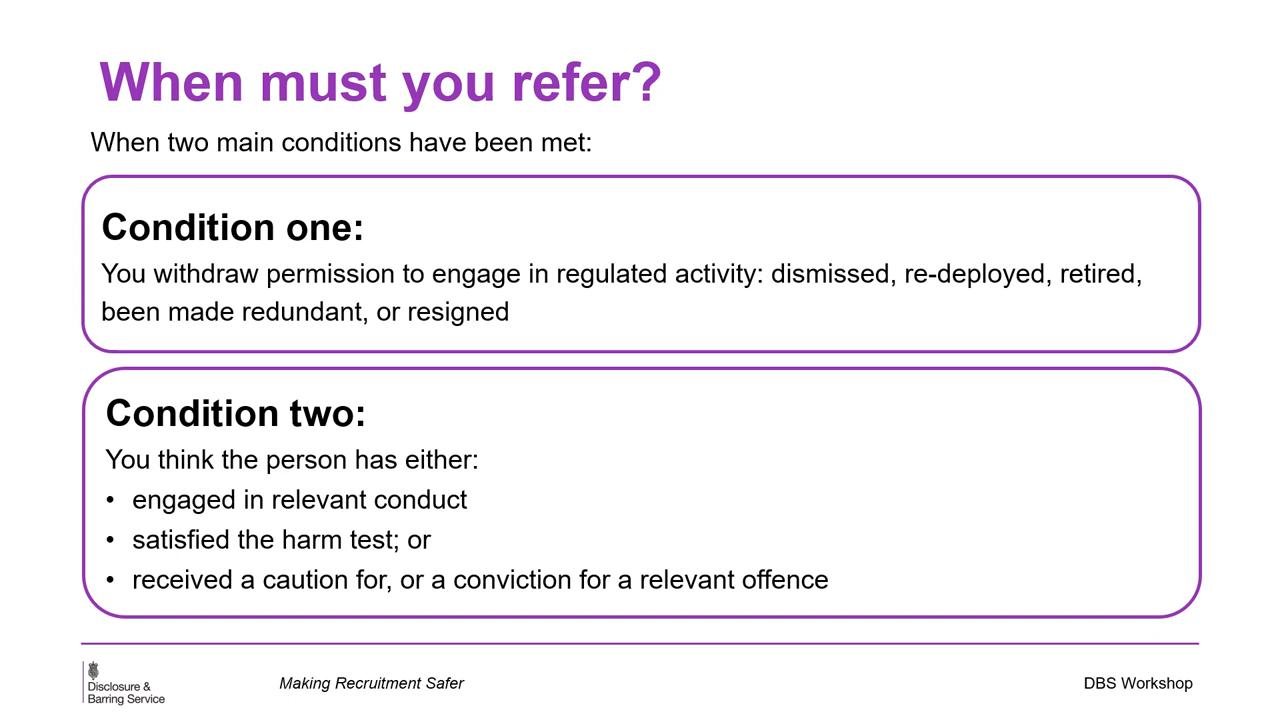 When must you refer?
When two main conditions have been met:
Condition one:
You withdraw permission to engage in regulated activity: dismissed, re-deployed, retired,
been made redundant, or resigned
Condition two:
You think the person has either:
• engaged in relevant conduct
• satisfied the harm test; or
• received a caution for, or a conviction for a relevant offence
Disclosure &
Barring Service
Making Recruitment Safer
DBS Workshop